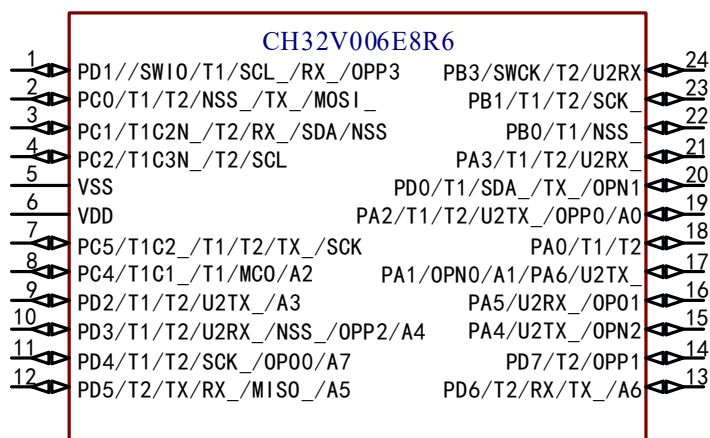 CH32V006E8R6
1 PD1//SWIO/T1/SCL_/RX_/OPP3
2 PC0/T1/T2/NSS_/TX_/MOSI_
3 PC1/T1C2N_/T2/RX_/SDA/NSS
4 PC2/T1C3N_/T2/SCL
5 VSS
6 VDD
7 PC5/T1C2_/T1/T2/TX_/SCK
8 PC4/T1C1_/T1/MCO/A2
9 PD2/T1/T2/U2TX_/A3
10 PD3/T1/T2/U2RX_/NSS_/OPP2/A4
11 PD4/T1/T2/SCK_/OPO0/A7
12 PD5/T2/TX/RX_/MISO_/A5
PB3/SWCK/T2/U2RX 24
PB1/T1/T2/SCK_ 23
PB0/T1/NSS_ 22
PA3/T1/T2/U2RX_ 21
PD0/T1/SDA_/TX_/OPN1 20
PA2/T1/T2/U2TX_/OPP0/A0 19
PA0/T1/T2 18
PA1/OPN0/A1/PA6/U2TX_ 17
PA5/U2RX_/OPO1 16
PA4/U2TX_/OPN2 15
PD7/T2/OPP1 14
PD6/T2/RX/TX_/A6 13